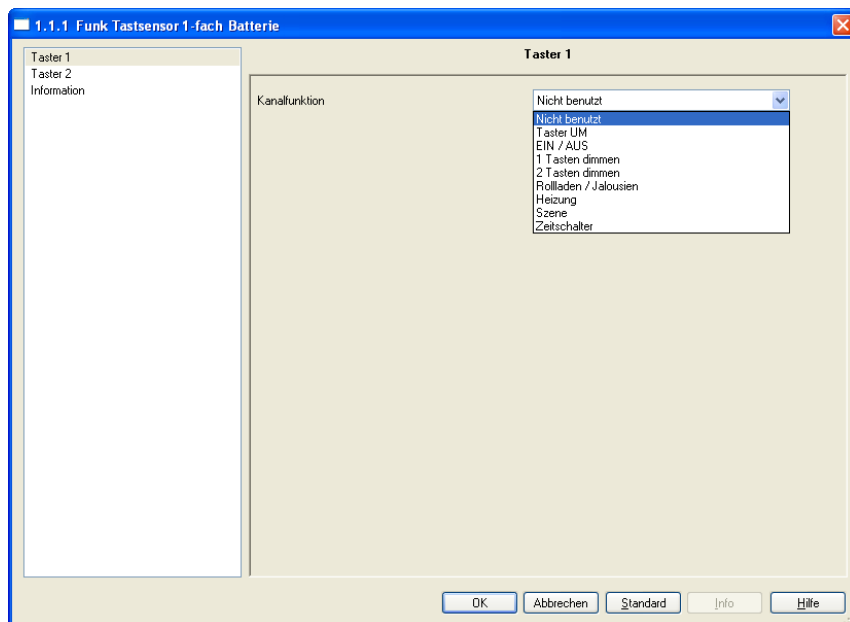 1.1.1 Funk Tastsensor 1-fach Batterie
Taster 1
Taster 2
Information
Taster 1
Kanalfunktion
Nicht benutzt
Nicht benutzt
Taster UM
EIN / AUS
1 Tasten dimmen
2 Tasten dimmen
Rollladen / Jalousien
Heizung
Szene
Zeitschalter
OK
Abbrechen
Standard
Info
Hilfe